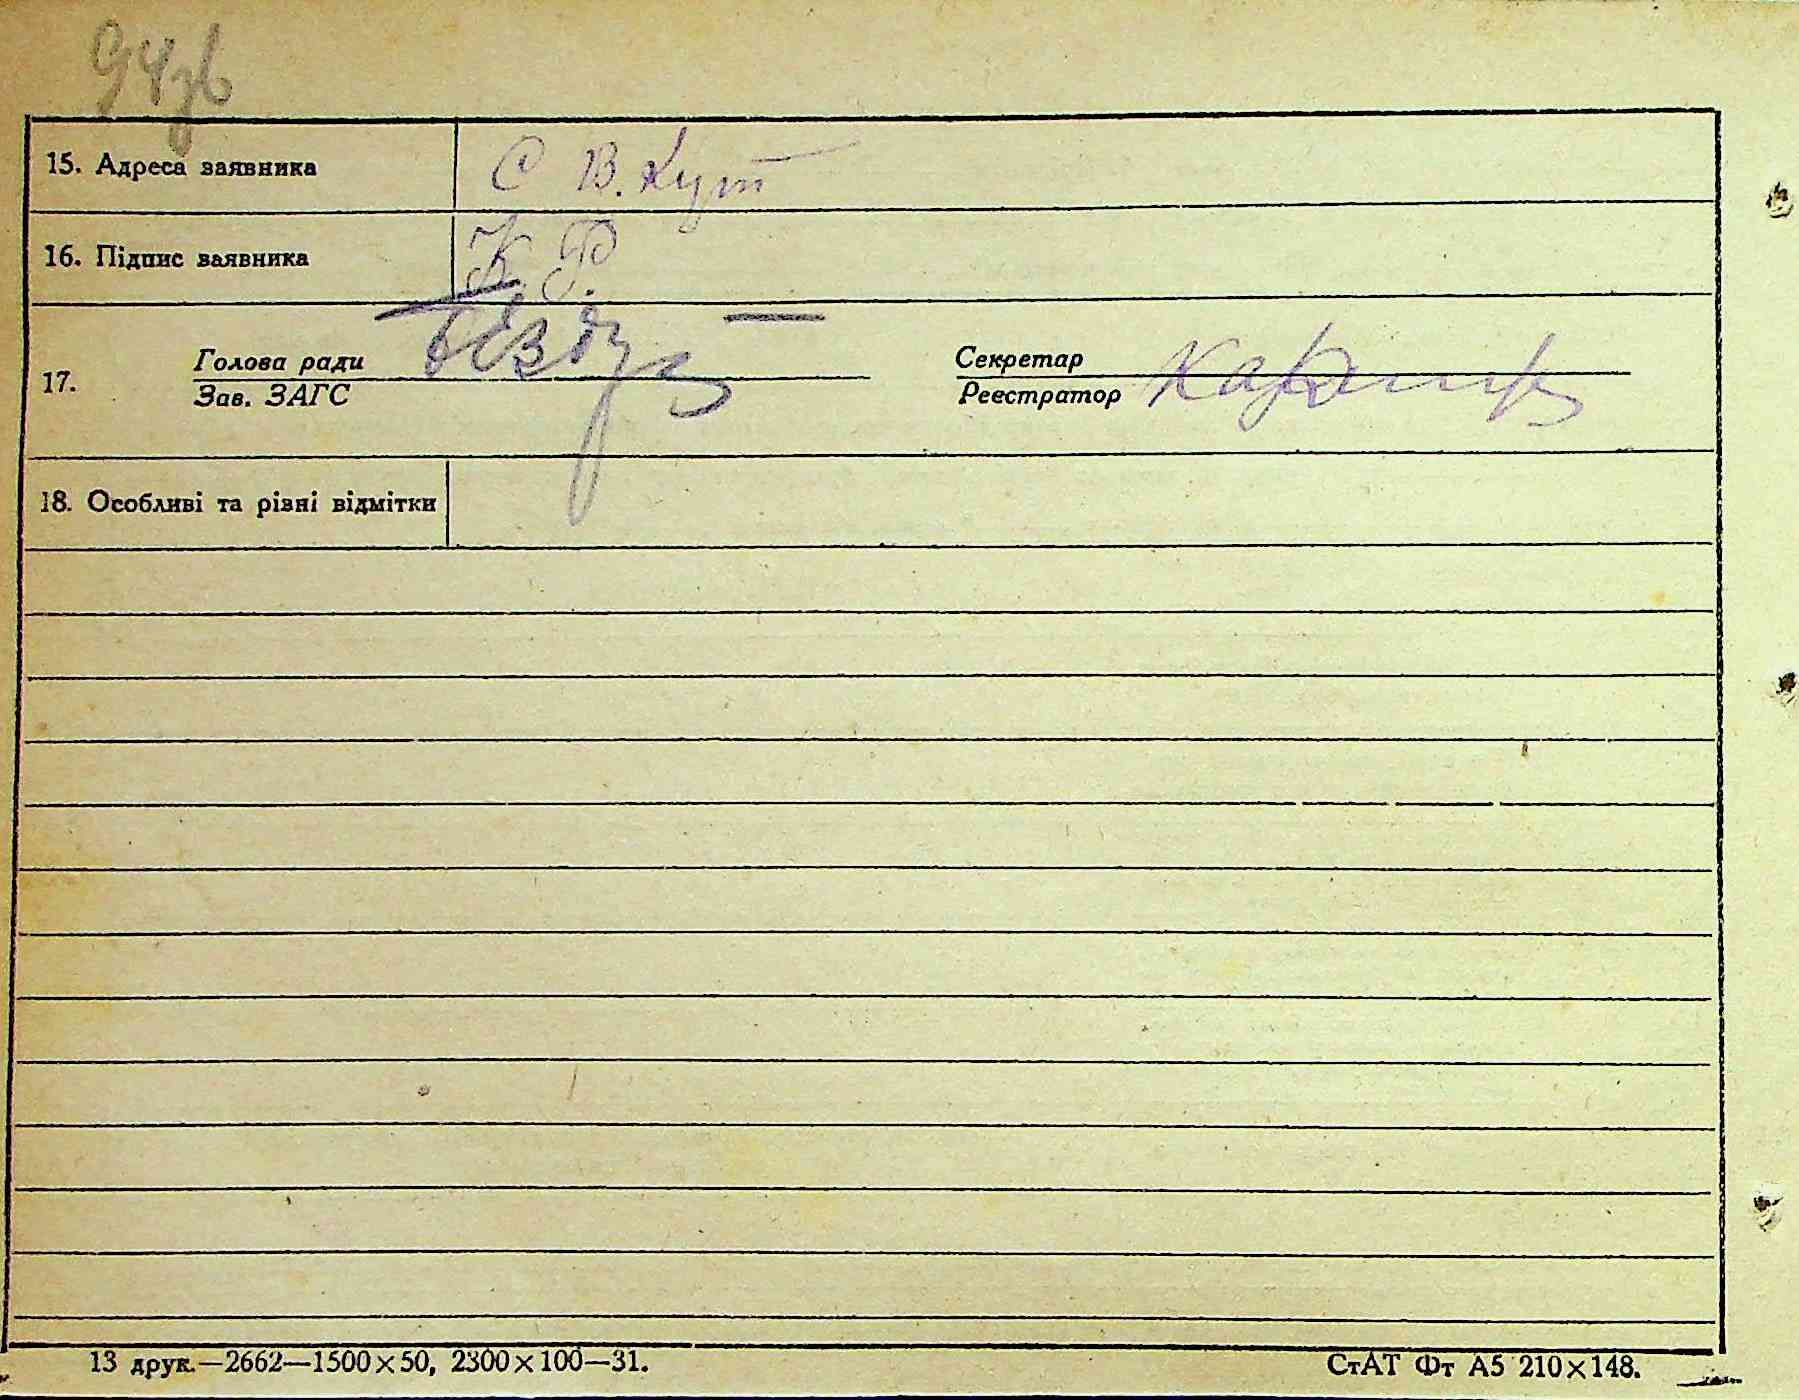 94зв
15. Адреса заявника С В. Кут
16. Підпис заявника К. Р.
17. Голова ради
Зав. ЗАГС
Секретар
Реєстратор
18. Особливі та різні відмітки
13 друк.—2662—1500×50, 2300×100—31.
СтАТ Фт А5 210×148.